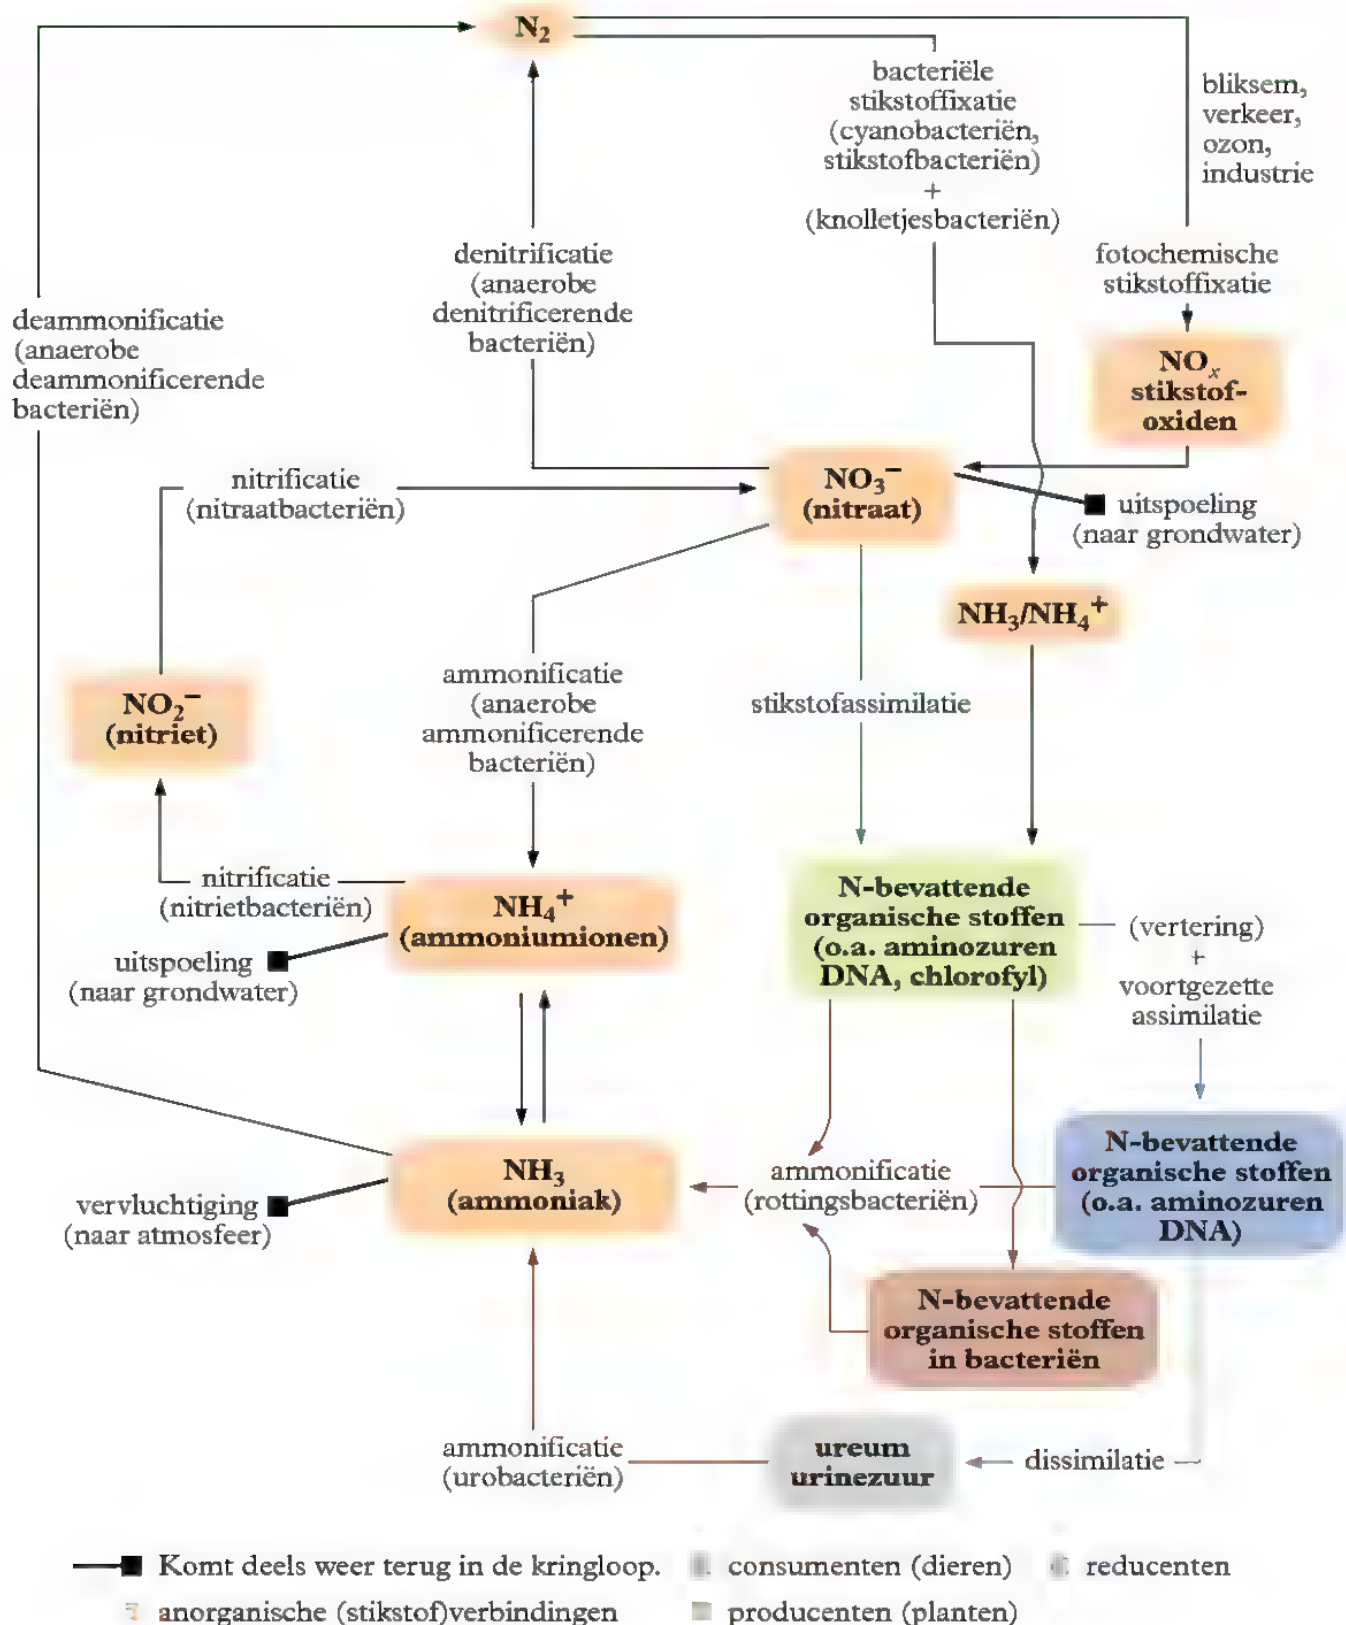 N₂
bacteriële
stikstoffixatie
(cyanobacteriën,
stikstofbacteriën)
+
(knolletjesbacteriën)
bliksem,
verkeer,
ozon,
industrie
denitrificatie
(anaerobe
denitrificerende
bacteriën)
fotochemische
stikstoffixatie
deammonificatie
(anaerobe
deammonificerende
bacteriën)
NOₓ
stikstof-
oxiden
nitrificatie
(nitraatbacteriën)
NO₃⁻
(nitraat)
uitspoeling
(naar grondwater)
NH₃/NH₄⁺
NO₂⁻
(nitriet)
ammonificatie
(anaerobe
ammonificerende
bacteriën)
stikstofassimilatie
nitrificatie
(nitrietbacteriën)
NH₄⁺
(ammoniumionen)
N-bevattende
organische stoffen
(o.a. aminozuren
DNA, chlorofyl)
(vertering)
+
voortgezette
assimilatie
uitspoeling
(naar grondwater)
NH₃
(ammoniak)
ammonificatie
(rottingsbacteriën)
N-bevattende
organische stoffen
(o.a. aminozuren
DNA)
vervluchtiging
(naar atmosfeer)
N-bevattende
organische stoffen
in bacteriën
ammonificatie
(urobacteriën)
ureum
urinezuur
dissimilatie
Komt deels weer terug in de kringloop.
consumenten (dieren)
reducenten
anorganische (stikstof)verbindingen
producenten (planten)